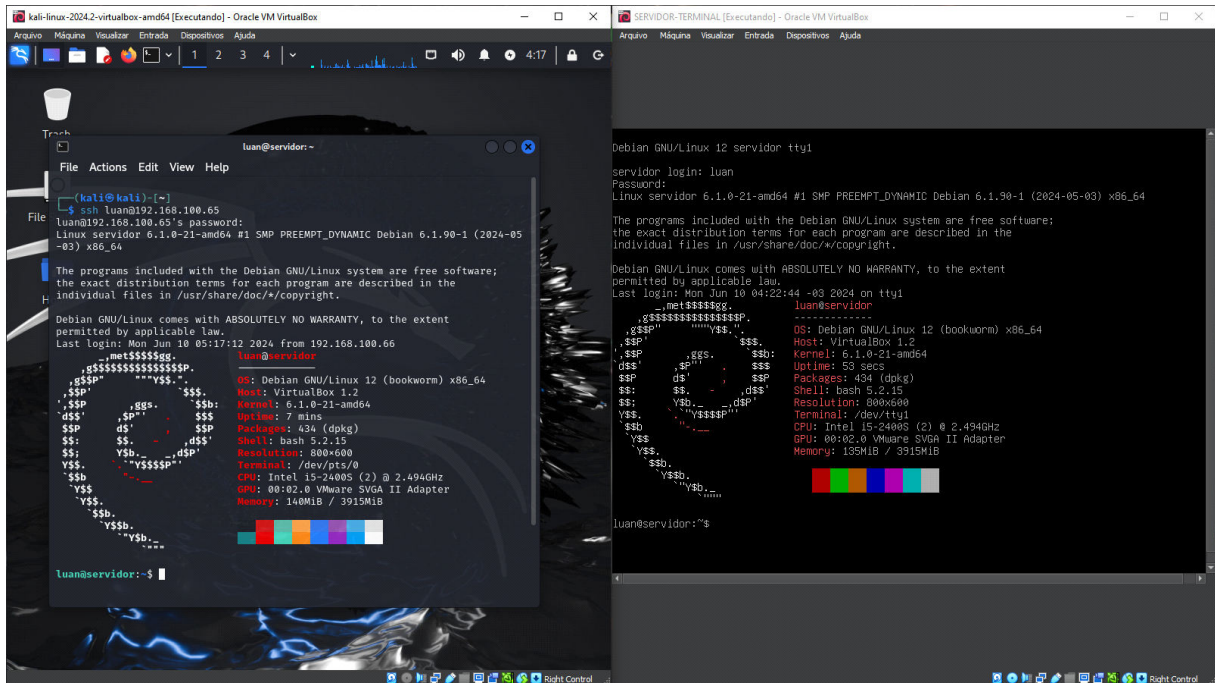 kali-linux-2024.2-virtualbox-amd64 [Executando] - Oracle VM VirtualBox
Arquivo Máquina Visualizar Entrada Dispositivos Ajuda
1 2 3 4 4:17
Trash
File
H
luan@servidor: ~
File Actions Edit View Help
┌──(kali㉿kali)-[~]
└─$ ssh luan@192.168.100.65
luan@192.168.100.65's password:
Linux servidor 6.1.0-21-amd64 #1 SMP PREEMPT_DYNAMIC Debian 6.1.90-1 (2024-05
-03) x86_64
The programs included with the Debian GNU/Linux system are free software;
the exact distribution terms for each program are described in the
individual files in /usr/share/doc/*/copyright.
Debian GNU/Linux comes with ABSOLUTELY NO WARRANTY, to the extent
permitted by applicable law.
Last login: Mon Jun 10 05:17:12 2024 from 192.168.100.66
_,met$$$$$gg. luan@servidor
,g$$$$$$$$$$$$$$$P. -------------
,g$$P" """Y$$.". OS: Debian GNU/Linux 12 (bookworm) x86_64
,$$P' `$$$. Host: VirtualBox 1.2
',$$P ,ggs. `$$b: Kernel: 6.1.0-21-amd64
`d$$' ,$P"' . $$$ Uptime: 7 mins
$$P d$' , $$P Packages: 434 (dpkg)
$$: $$. - ,d$$' Shell: bash 5.2.15
$$; Y$b._ _,d$P' Resolution: 800x600
Y$$. `.`"Y$$$$P"' Terminal: /dev/pts/0
`$$b "-.__ CPU: Intel i5-2400S (2) @ 2.494GHz
`Y$$ GPU: 00:02.0 VMware SVGA II Adapter
`Y$$. Memory: 140MiB / 3915MiB
`$$b.
`Y$$b.
`"Y$b._
`"""
luan@servidor:~$
Right Control
SERVIDOR-TERMINAL [Executando] - Oracle VM VirtualBox
Arquivo Máquina Visualizar Entrada Dispositivos Ajuda
Debian GNU/Linux 12 servidor tty1
servidor login: luan
Password:
Linux servidor 6.1.0-21-amd64 #1 SMP PREEMPT_DYNAMIC Debian 6.1.90-1 (2024-05-03) x86_64
The programs included with the Debian GNU/Linux system are free software;
the exact distribution terms for each program are described in the
individual files in /usr/share/doc/*/copyright.
Debian GNU/Linux comes with ABSOLUTELY NO WARRANTY, to the extent
permitted by applicable law.
Last login: Mon Jun 10 04:22:44 -03 2024 on tty1
_,met$$$$$gg. luan@servidor
,g$$$$$$$$$$$$$$$P. -------------
,g$$P" """Y$$.". OS: Debian GNU/Linux 12 (bookworm) x86_64
,$$P' `$$$. Host: VirtualBox 1.2
',$$P ,ggs. `$$b: Kernel: 6.1.0-21-amd64
`d$$' ,$P"' . $$$ Uptime: 53 secs
$$P d$' , $$P Packages: 434 (dpkg)
$$: $$. - ,d$$' Shell: bash 5.2.15
$$; Y$b._ _,d$P' Resolution: 800x600
Y$$. `.`"Y$$$$P"' Terminal: /dev/tty1
`$$b "-.__ CPU: Intel i5-2400S (2) @ 2.494GHz
`Y$$ GPU: 00:02.0 VMware SVGA II Adapter
`Y$$. Memory: 135MiB / 3915MiB
`$$b.
`Y$$b.
`"Y$b._
`""""
luan@servidor:~$
Right Control